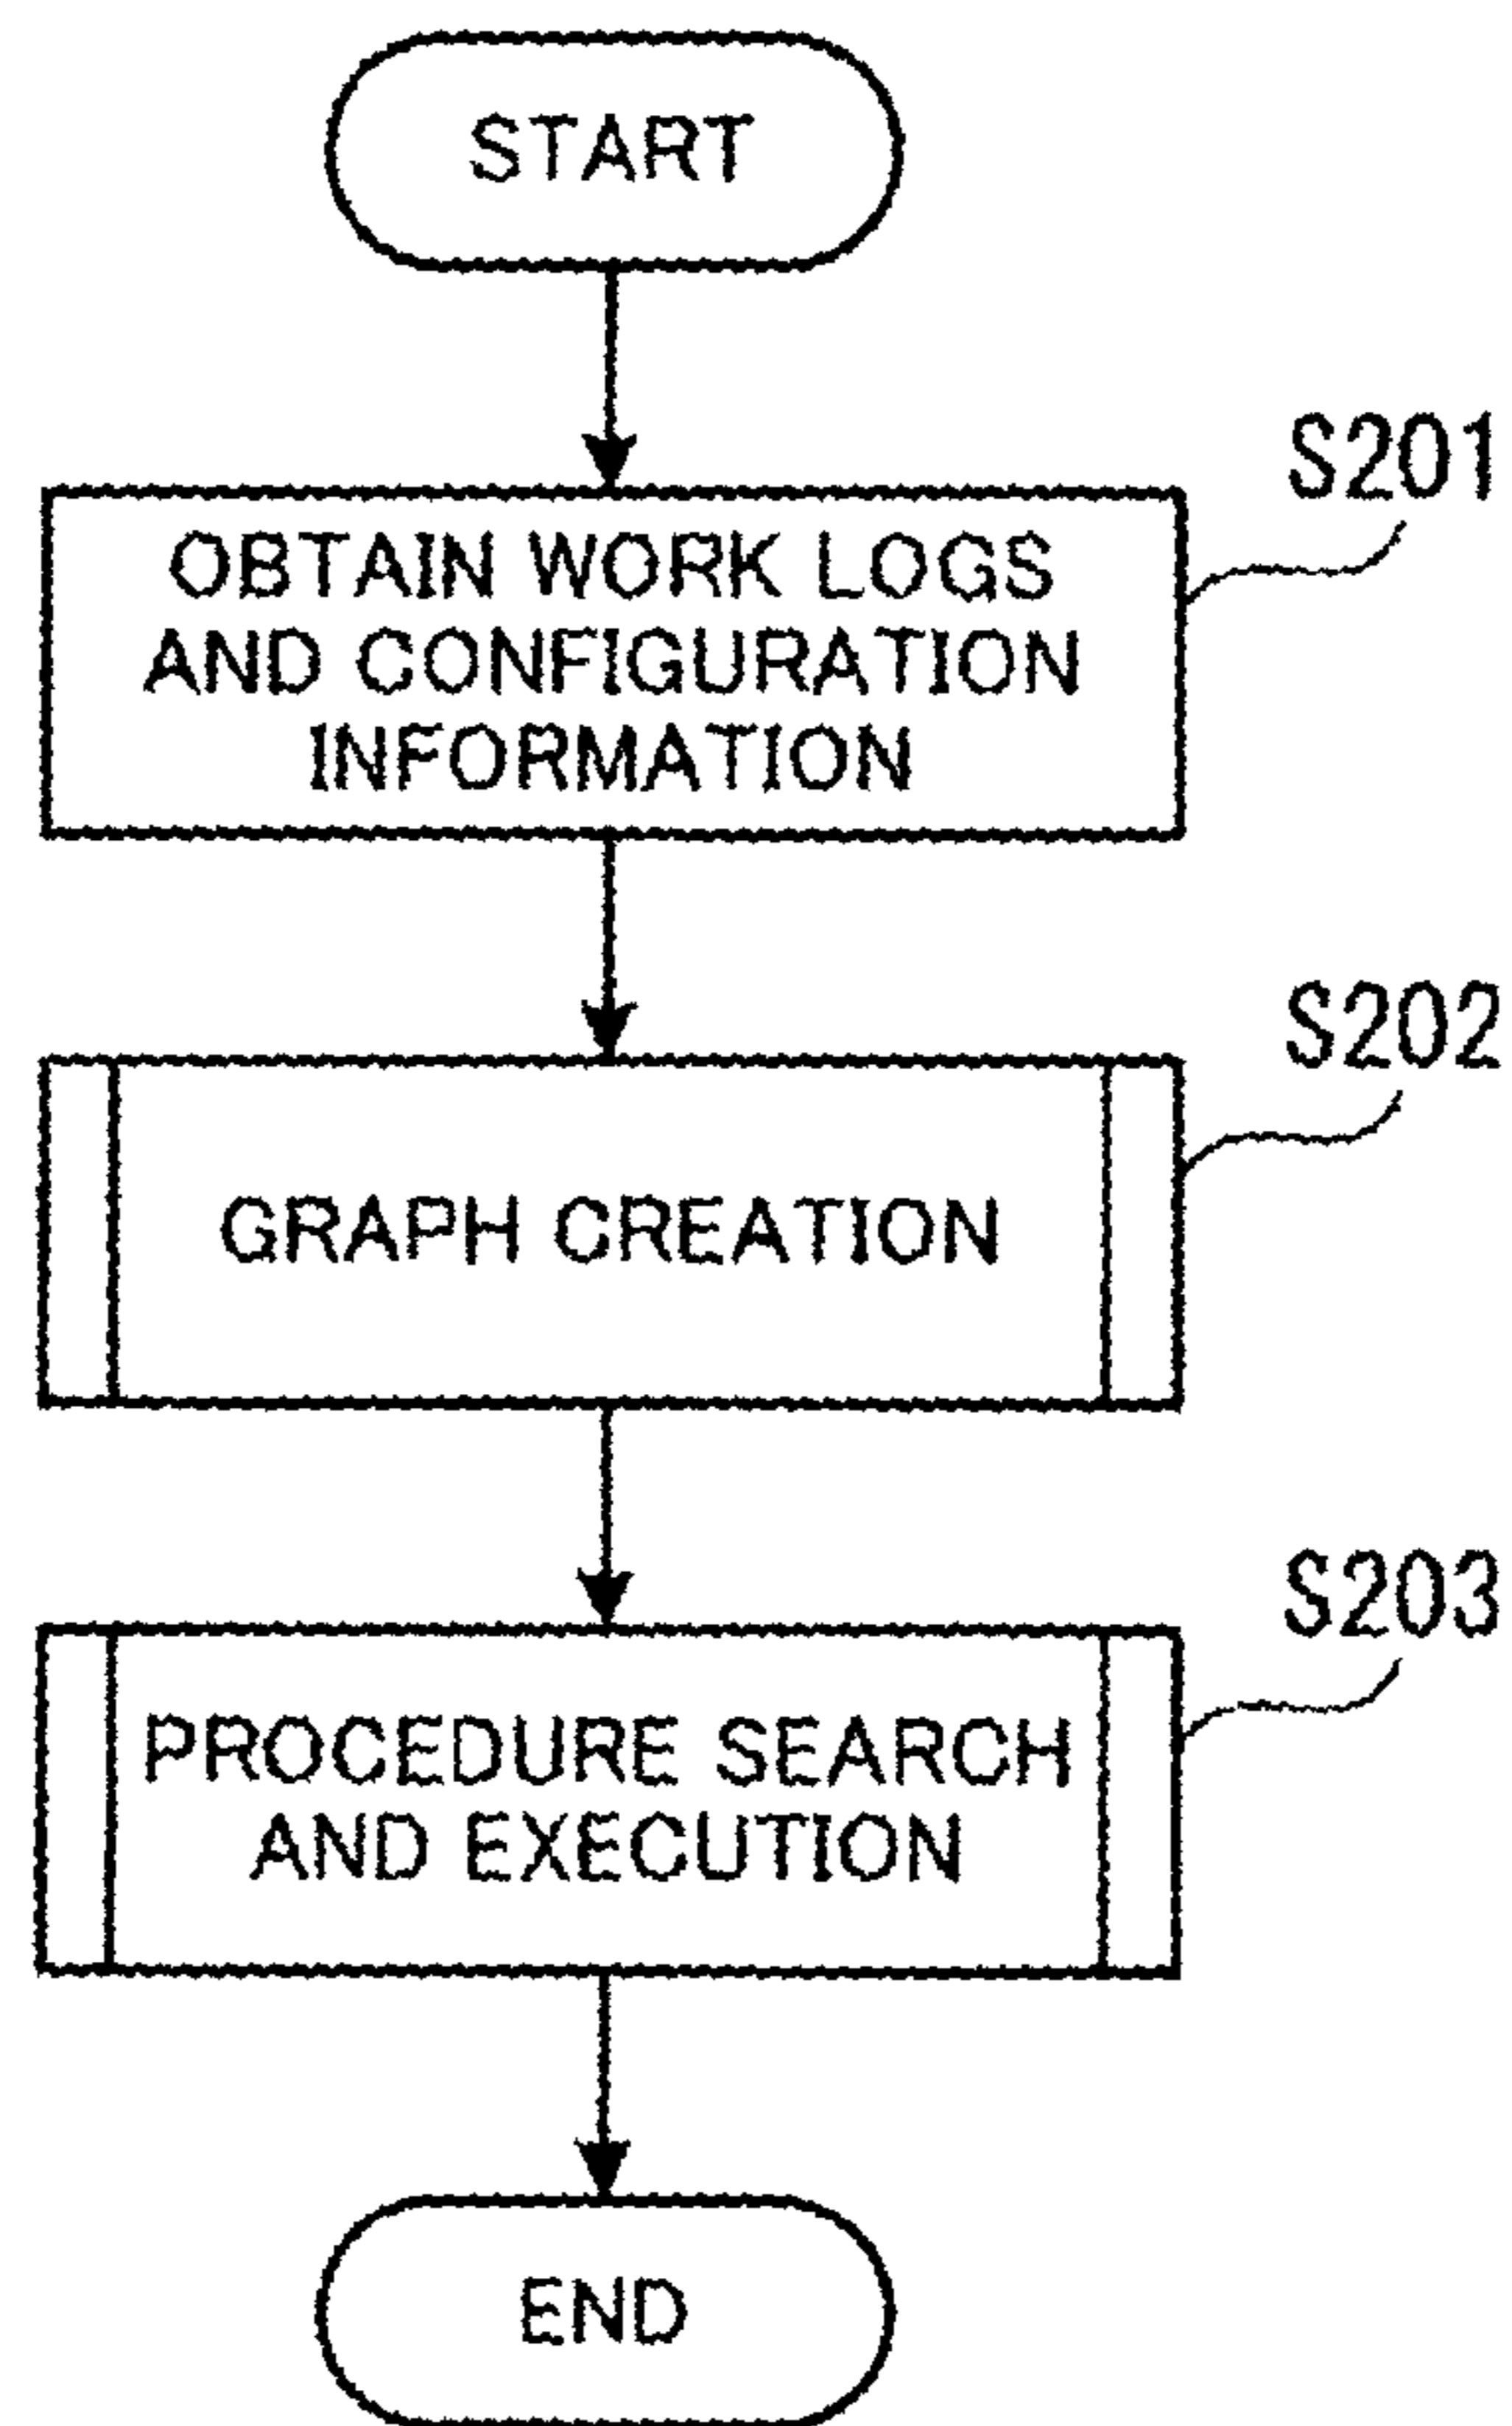 START
S201
OBTAIN WORK LOGS
AND CONFIGURATION
INFORMATION
S202
GRAPH CREATION
S203
PROCEDURE SEARCH
AND EXECUTION
END